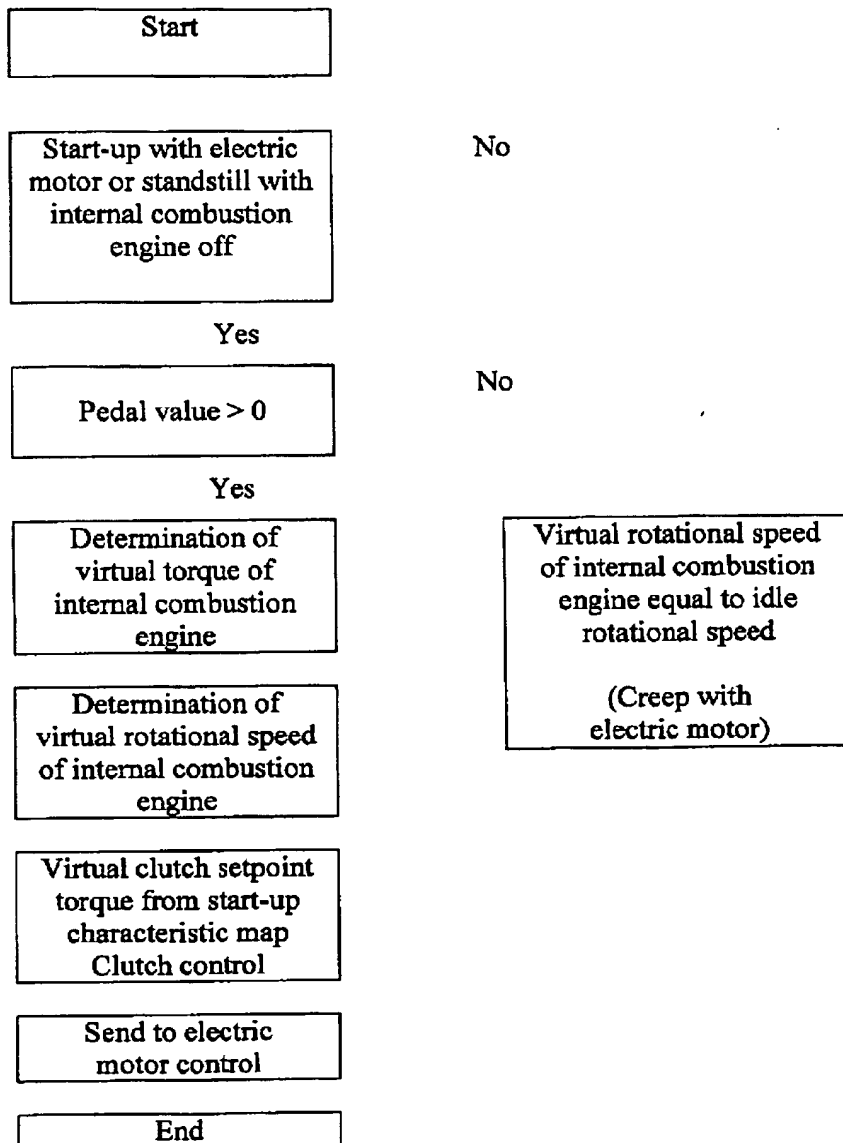 Start
Start-up with electric
motor or standstill with
internal combustion
engine off
No
Yes
Pedal value > 0
No
Yes
Determination of
virtual torque of
internal combustion
engine
Virtual rotational speed
of internal combustion
engine equal to idle
rotational speed
(Creep with
electric motor)
Determination of
virtual rotational speed
of internal combustion
engine
Virtual clutch setpoint
torque from start-up
characteristic map
Clutch control
Send to electric
motor control
End